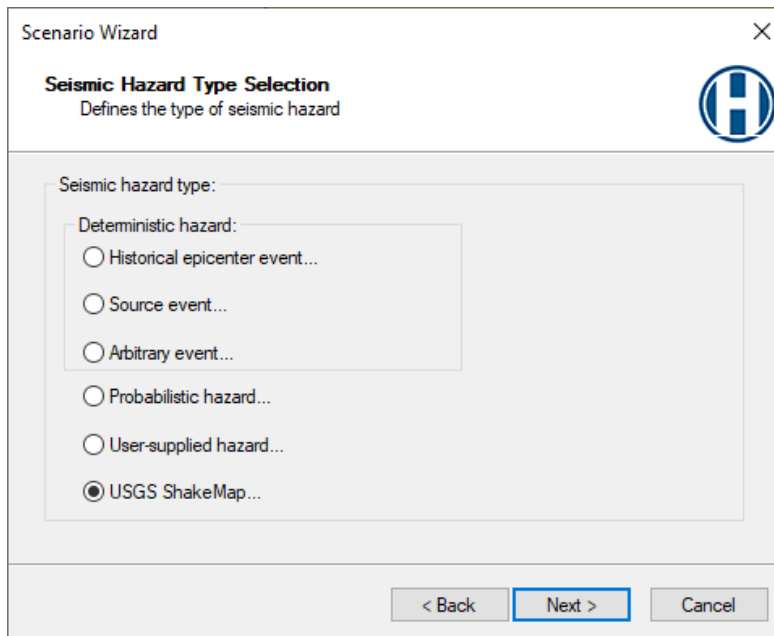 Scenario Wizard
Seismic Hazard Type Selection
Defines the type of seismic hazard
Seismic hazard type:
Deterministic hazard:
Historical epicenter event...
Source event...
Arbitrary event...
Probabilistic hazard...
User-supplied hazard...
USGS ShakeMap...
< Back Next > Cancel